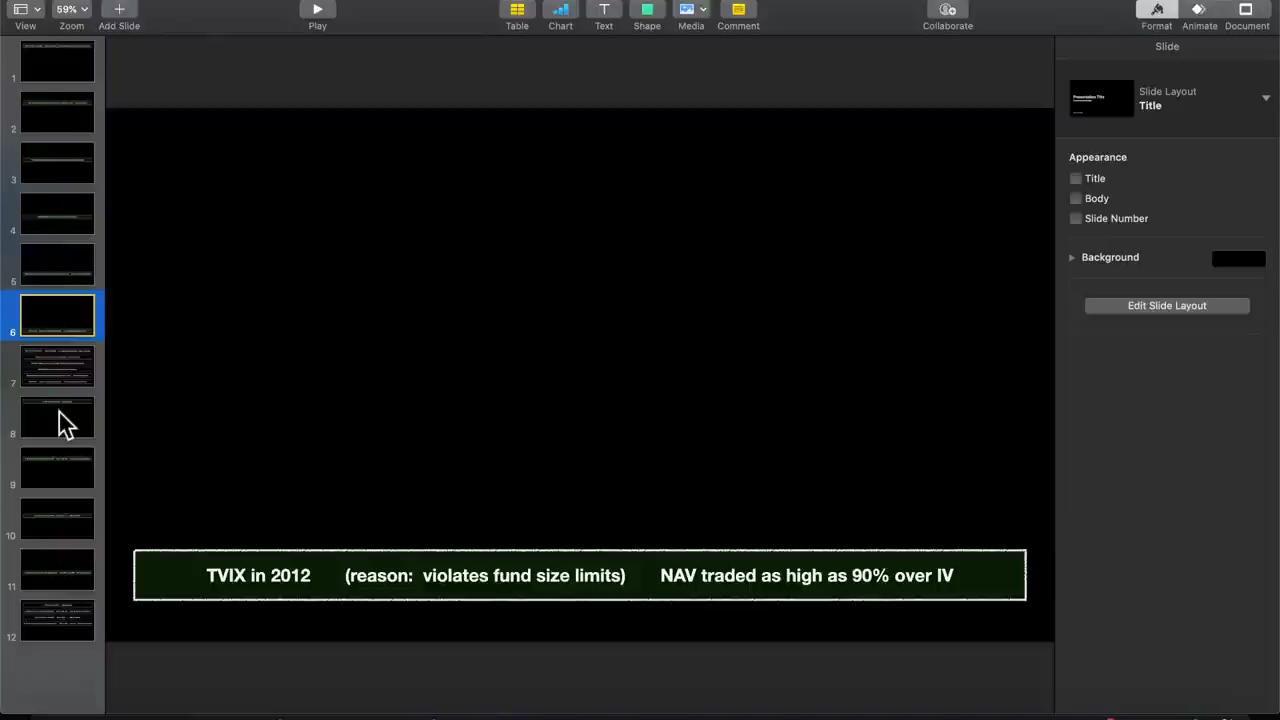 59%
View
Zoom
Add Slide
Play
Table
Chart
Text
Shape
Media
Comment
Collaborate
Format
Animate
Document
Slide
Slide Layout
Title
Appearance
Title
Body
Slide Number
Background
Edit Slide Layout
1
2
3
4
5
6
7
8
9
10
11
12
TVIX in 2012 (reason: violates fund size limits) NAV traded as high as 90% over IV